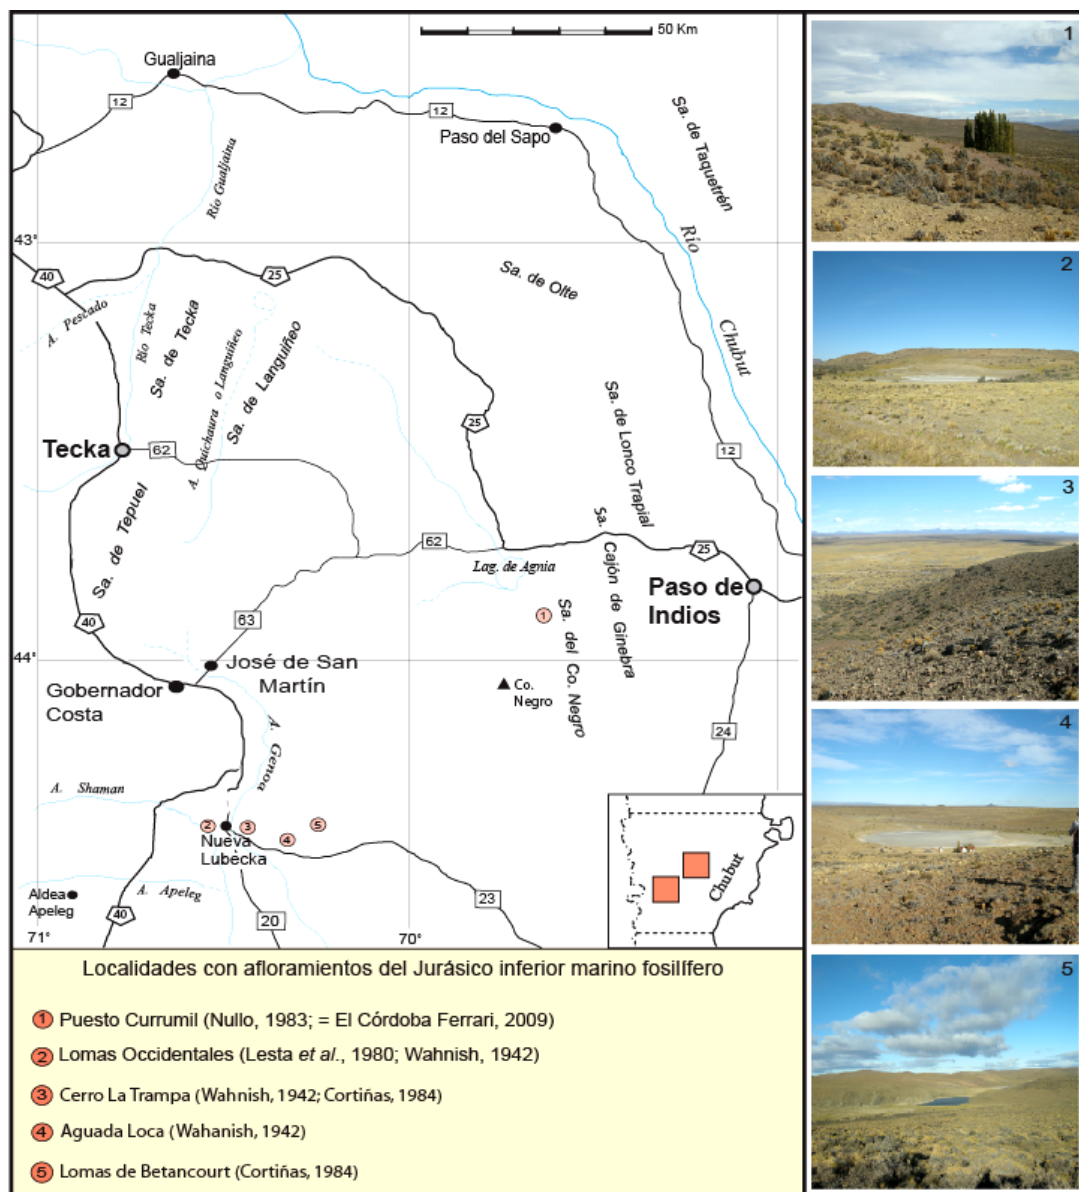 50 Km
Gualjaina
12
12
Paso del Sapo
Sa. de Taquetrén
Río Gualjaina
Río
Chubut
43°
40
25
Sa. de Olte
A. Pescado
Río Tecka
Sa. de Tecka
A. Quichaura o Languiñeo
Sa. de Languiñeo
Tecka
62
25
Sa. de Lonco Trapial
12
Sa. de Tepuel
62
Sa. Cajón de Ginebra
25
Lag. de Agnia
Paso de
Indios
40
63
1
Sa. del Co. Negro
44°
José de San
Martín
Gobernador
Costa
Co.
Negro
A. Genoa
24
A. Shaman
2
3
4
5
Nueva
Lubecka
Chubut
Aldea
Apeleg
A. Apeleg
40
20
23
71°
70°
Localidades con afloramientos del Jurásico inferior marino fosilífero
1 Puesto Currumil (Nullo, 1983; = El Córdoba Ferrari, 2009)
2 Lomas Occidentales (Lesta et al., 1980; Wahnish, 1942)
3 Cerro La Trampa (Wahnish, 1942; Cortiñas, 1984)
4 Aguada Loca (Wahanish, 1942)
5 Lomas de Betancourt (Cortiñas, 1984)
1
2
3
4
5